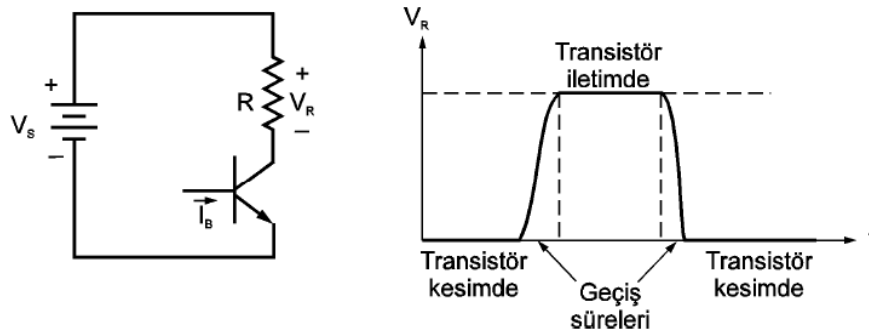 +
V_S
−
R
+
V_R
−
I_B
V_R
Transistör
iletimde
Transistör
kesimde
Geçiş
süreleri
Transistör
kesimde